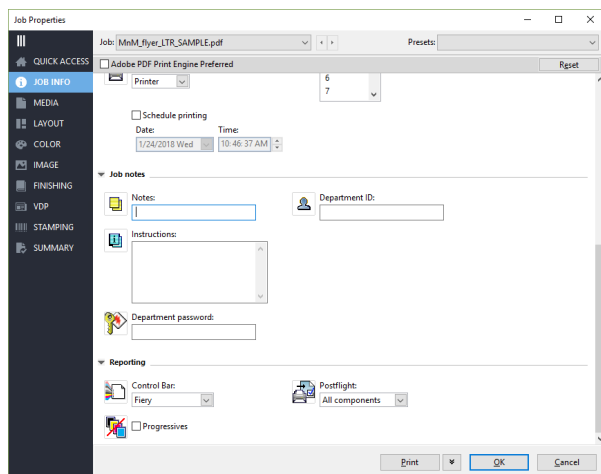 Job Properties
Job: MnM_flyer_LTR_SAMPLE.pdf Presets:
QUICK ACCESS
JOB INFO
MEDIA
LAYOUT
COLOR
IMAGE
FINISHING
VDP
STAMPING
SUMMARY
Adobe PDF Print Engine Preferred Reset
Printer 6
7
Schedule printing
Date: Time:
1/24/2018 Wed 10:46:37 AM
Job notes
Notes: Department ID:
Instructions:
Department password:
Reporting
Control Bar: Postflight:
Fiery All components
Progressives
Print OK Cancel